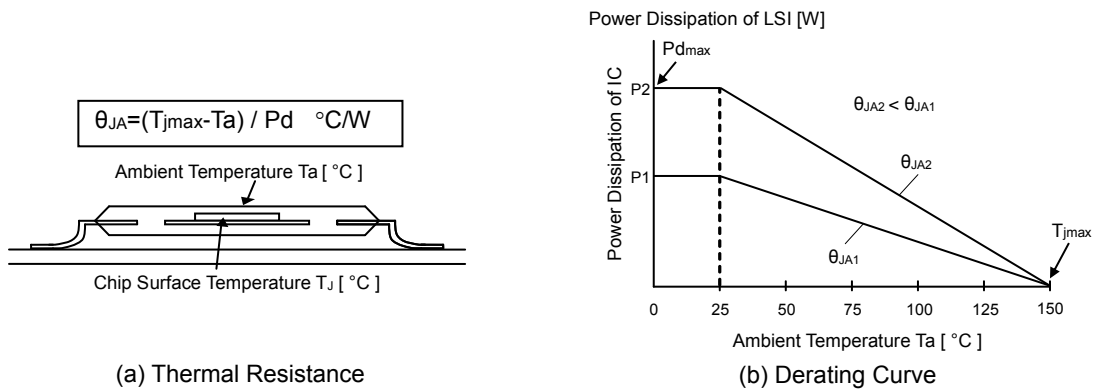 θJA=(Tjmax-Ta) / Pd °C/W
Ambient Temperature Ta [ °C ]
Chip Surface Temperature TJ [ °C ]
(a) Thermal Resistance
Power Dissipation of LSI [W]
Pdmax
P2
θJA2 < θJA1
θJA2
P1
Power Dissipation of IC
Tjmax
θJA1
0 25 50 75 100 125 150
Ambient Temperature Ta [ °C ]
(b) Derating Curve